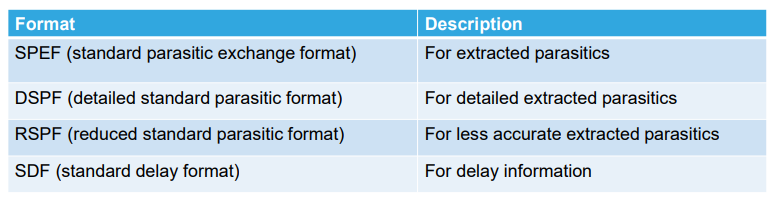 Format Description
SPEF (standard parasitic exchange format) For extracted parasitics
DSPF (detailed standard parasitic format) For detailed extracted parasitics
RSPF (reduced standard parasitic format) For less accurate extracted parasitics
SDF (standard delay format) For delay information